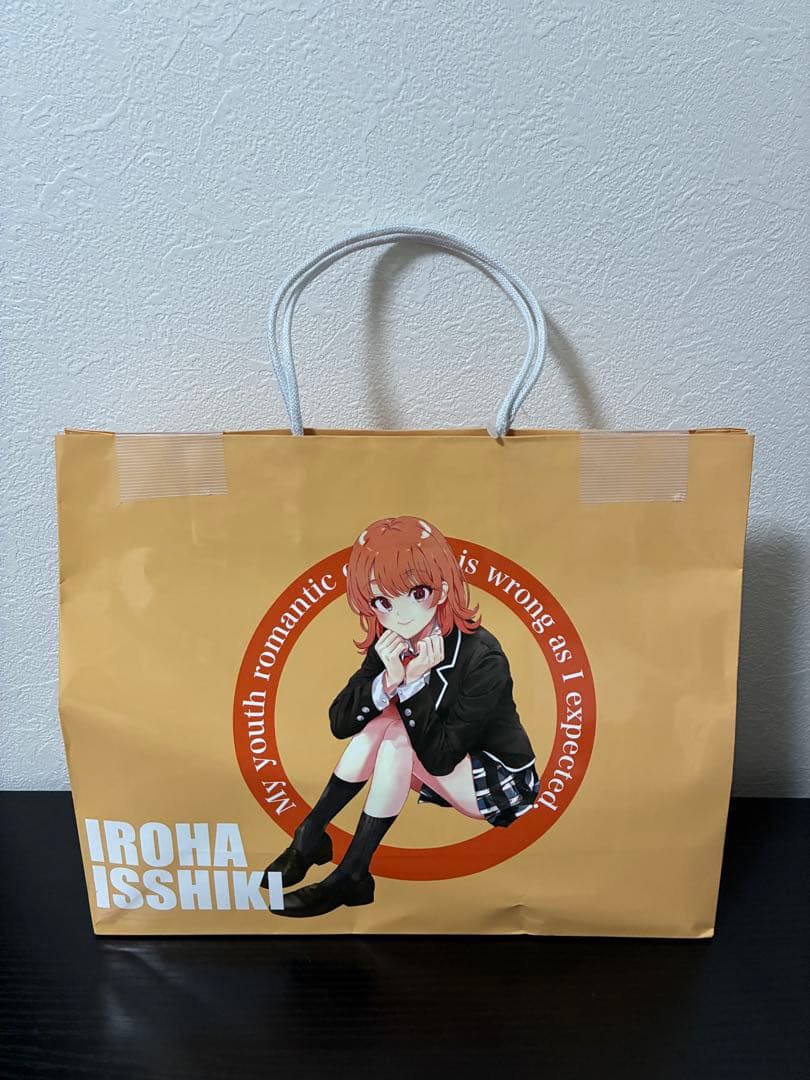 My youth romantic is wrong as I expected.
IROHA
ISSHIKI